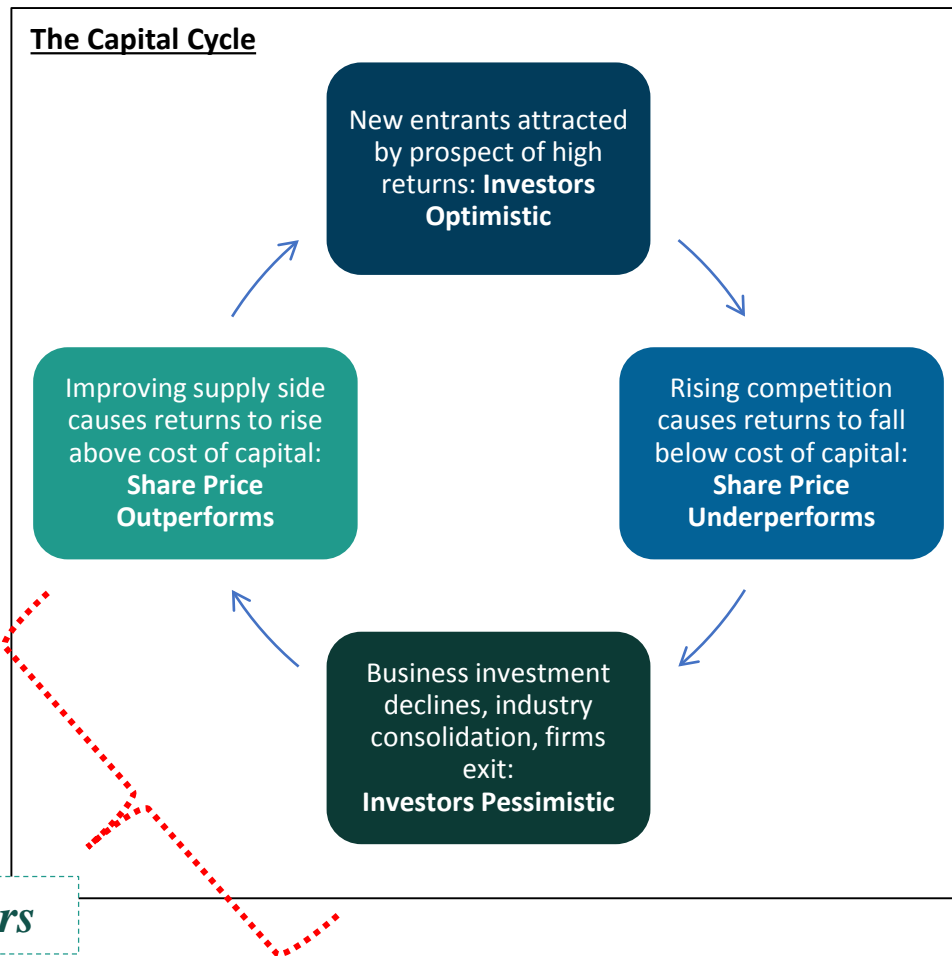 The Capital Cycle
New entrants attracted
by prospect of high
returns: Investors
Optimistic
Improving supply side
causes returns to rise
above cost of capital:
Share Price
Outperforms
Rising competition
causes returns to fall
below cost of capital:
Share Price
Underperforms
Business investment
declines, industry
consolidation, firms
exit:
Investors Pessimistic
rs